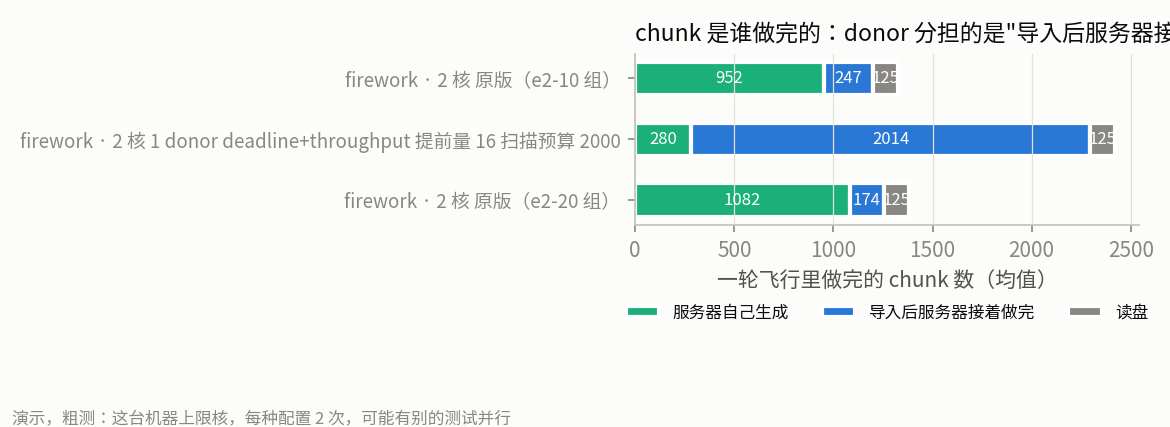 chunk 是谁做完的：donor 分担的是"导入后服务器接
firework · 2 核 原版（e2-10 组）
952 247 125
firework · 2 核 1 donor deadline+throughput 提前量 16 扫描预算 2000
280 2014 125
firework · 2 核 原版（e2-20 组）
1082 174 125
0 500 1000 1500 2000 2500
一轮飞行里做完的 chunk 数（均值）
服务器自己生成 导入后服务器接着做完 读盘
演示，粗测：这台机器上限核，每种配置 2 次，可能有别的测试并行